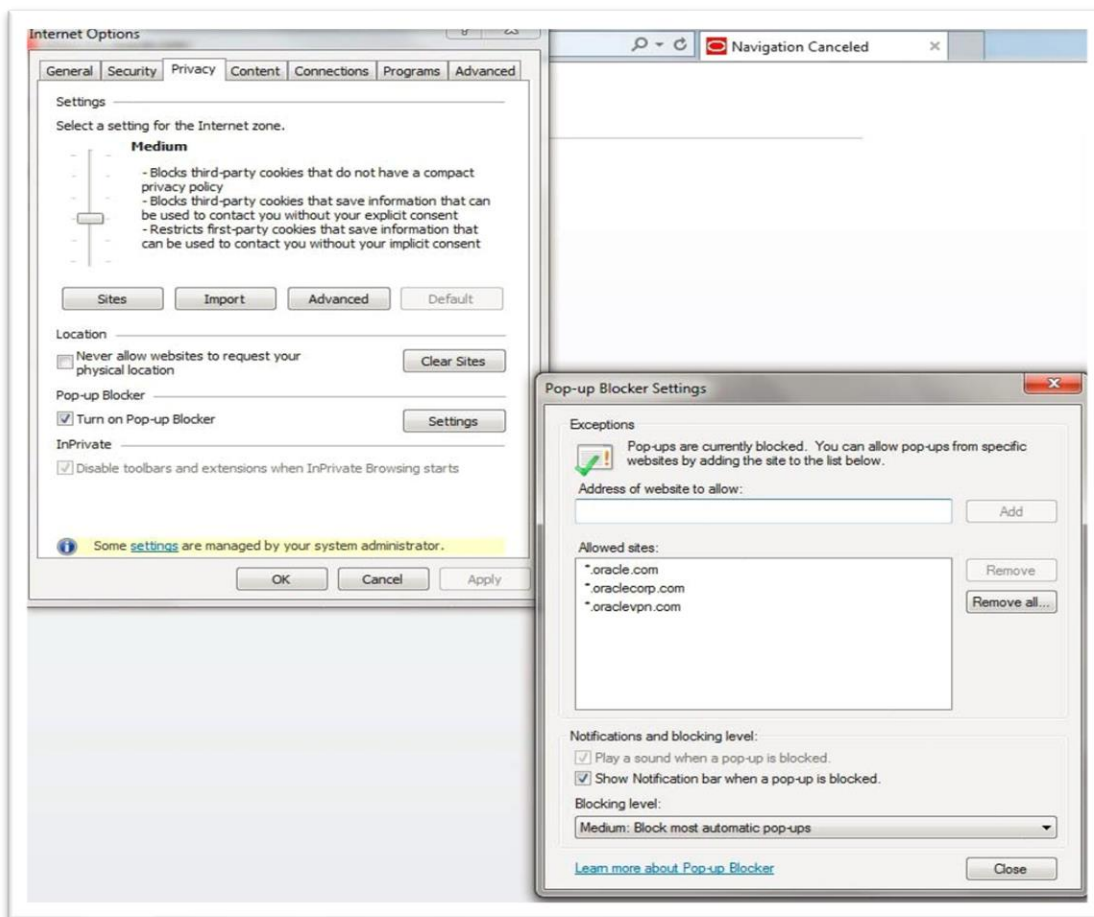 Internet Options
Navigation Canceled
General Security Privacy Content Connections Programs Advanced
Settings
Select a setting for the Internet zone.
Medium
- Blocks third-party cookies that do not have a compact
privacy policy
- Blocks third-party cookies that save information that can
be used to contact you without your explicit consent
- Restricts first-party cookies that save information that
can be used to contact you without your implicit consent
Sites Import Advanced Default
Location
Never allow websites to request your
physical location
Clear Sites
Pop-up Blocker
Turn on Pop-up Blocker
Settings
InPrivate
Disable toolbars and extensions when InPrivate Browsing starts
Some settings are managed by your system administrator.
OK Cancel Apply
Pop-up Blocker Settings
Exceptions
Pop-ups are currently blocked. You can allow pop-ups from specific
websites by adding the site to the list below.
Address of website to allow:
Add
Allowed sites:
*.oracle.com
*.oraclecorp.com
*.oraclevpn.com
Remove
Remove all...
Notifications and blocking level:
Play a sound when a pop-up is blocked.
Show Notification bar when a pop-up is blocked.
Blocking level:
Medium: Block most automatic pop-ups
Learn more about Pop-up Blocker
Close